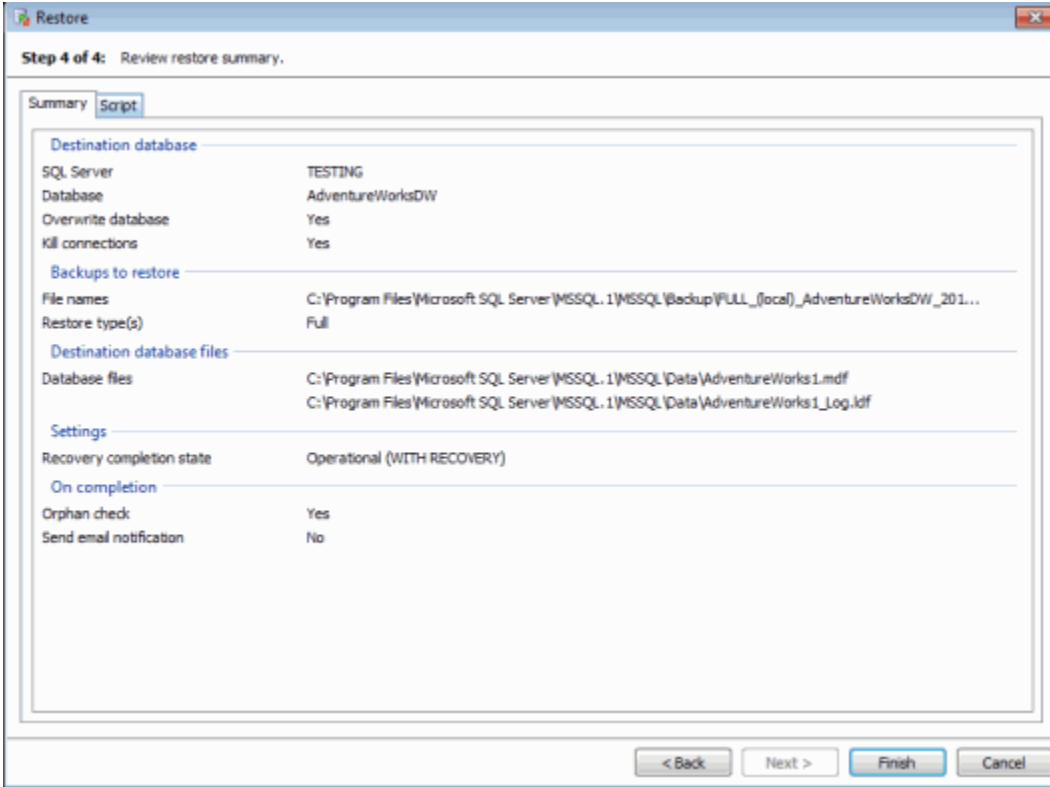 Restore
Step 4 of 4: Review restore summary.
Summary Script
Destination database
SQL Server TESTING
Database AdventureWorksDW
Overwrite database Yes
Kill connections Yes
Backups to restore
File names C:\Program Files\Microsoft SQL Server\MSSQL.1\MSSQL\Backup\FULL_(local)_AdventureWorksDW_201...
Restore type(s) Full
Destination database files
Database files C:\Program Files\Microsoft SQL Server\MSSQL.1\MSSQL\Data\AdventureWorks1.mdf
C:\Program Files\Microsoft SQL Server\MSSQL.1\MSSQL\Data\AdventureWorks1_Log.ldf
Settings
Recovery completion state Operational (WITH RECOVERY)
On completion
Orphan check Yes
Send email notification No
< Back Next > Finish Cancel